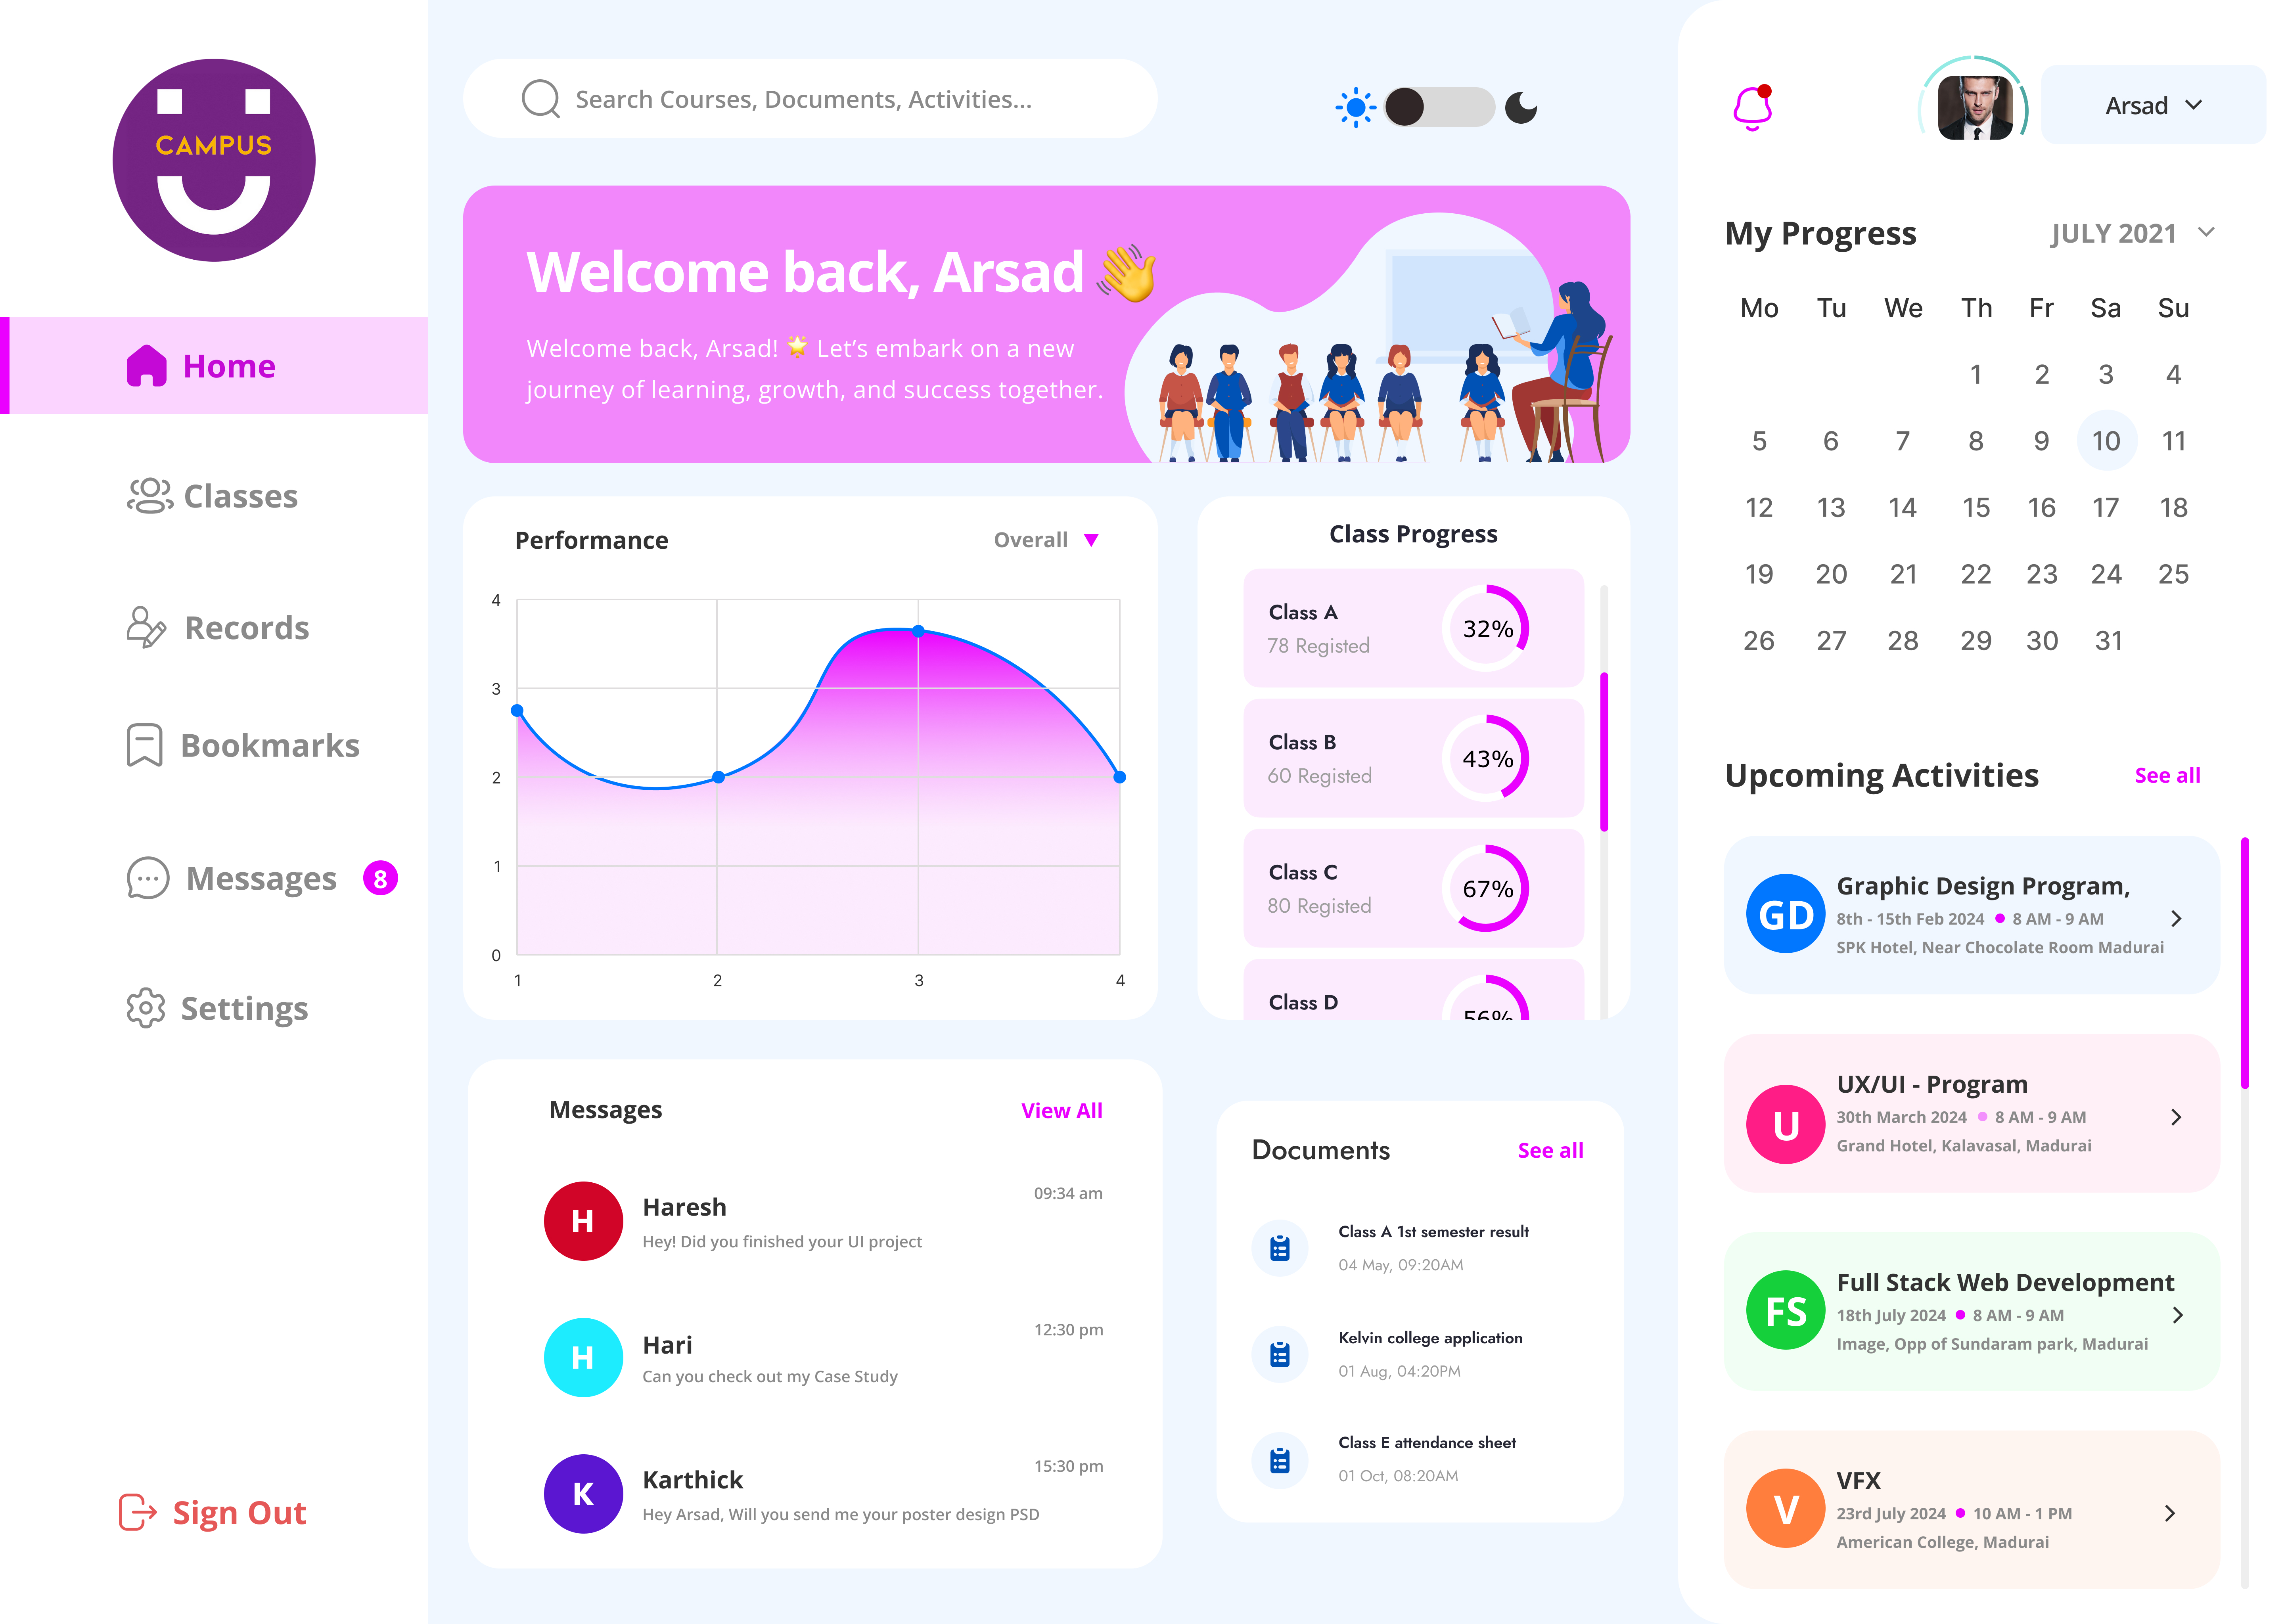 CAMPUS
Home
Classes
Records
Bookmarks
Messages 8
Settings
Sign Out
Search Courses, Documents, Activities...
Welcome back, Arsad 👋
Welcome back, Arsad! 🌟 Let’s embark on a new
journey of learning, growth, and success together.
Performance
Overall
4
3
2
1
0
1 2 3 4
Class Progress
Class A
78 Registed
32%
Class B
60 Registed
43%
Class C
80 Registed
67%
Class D
56%
Messages
View All
Haresh
09:34 am
Hey! Did you finished your UI project
Hari
12:30 pm
Can you check out my Case Study
Karthick
15:30 pm
Hey Arsad, Will you send me your poster design PSD
H
H
K
Documents
See all
Class A 1st semester result
04 May, 09:20AM
Kelvin college application
01 Aug, 04:20PM
Class E attendance sheet
01 Oct, 08:20AM
Arsad
My Progress
JULY 2021
Mo Tu We Th Fr Sa Su
1 2 3 4
5 6 7 8 9 10 11
12 13 14 15 16 17 18
19 20 21 22 23 24 25
26 27 28 29 30 31
Upcoming Activities
See all
GD
Graphic Design Program,
8th - 15th Feb 2024 8 AM - 9 AM
SPK Hotel, Near Chocolate Room Madurai
U
UX/UI - Program
30th March 2024 8 AM - 9 AM
Grand Hotel, Kalavasal, Madurai
FS
Full Stack Web Development
18th July 2024 8 AM - 9 AM
Image, Opp of Sundaram park, Madurai
V
VFX
23rd July 2024 10 AM - 1 PM
American College, Madurai